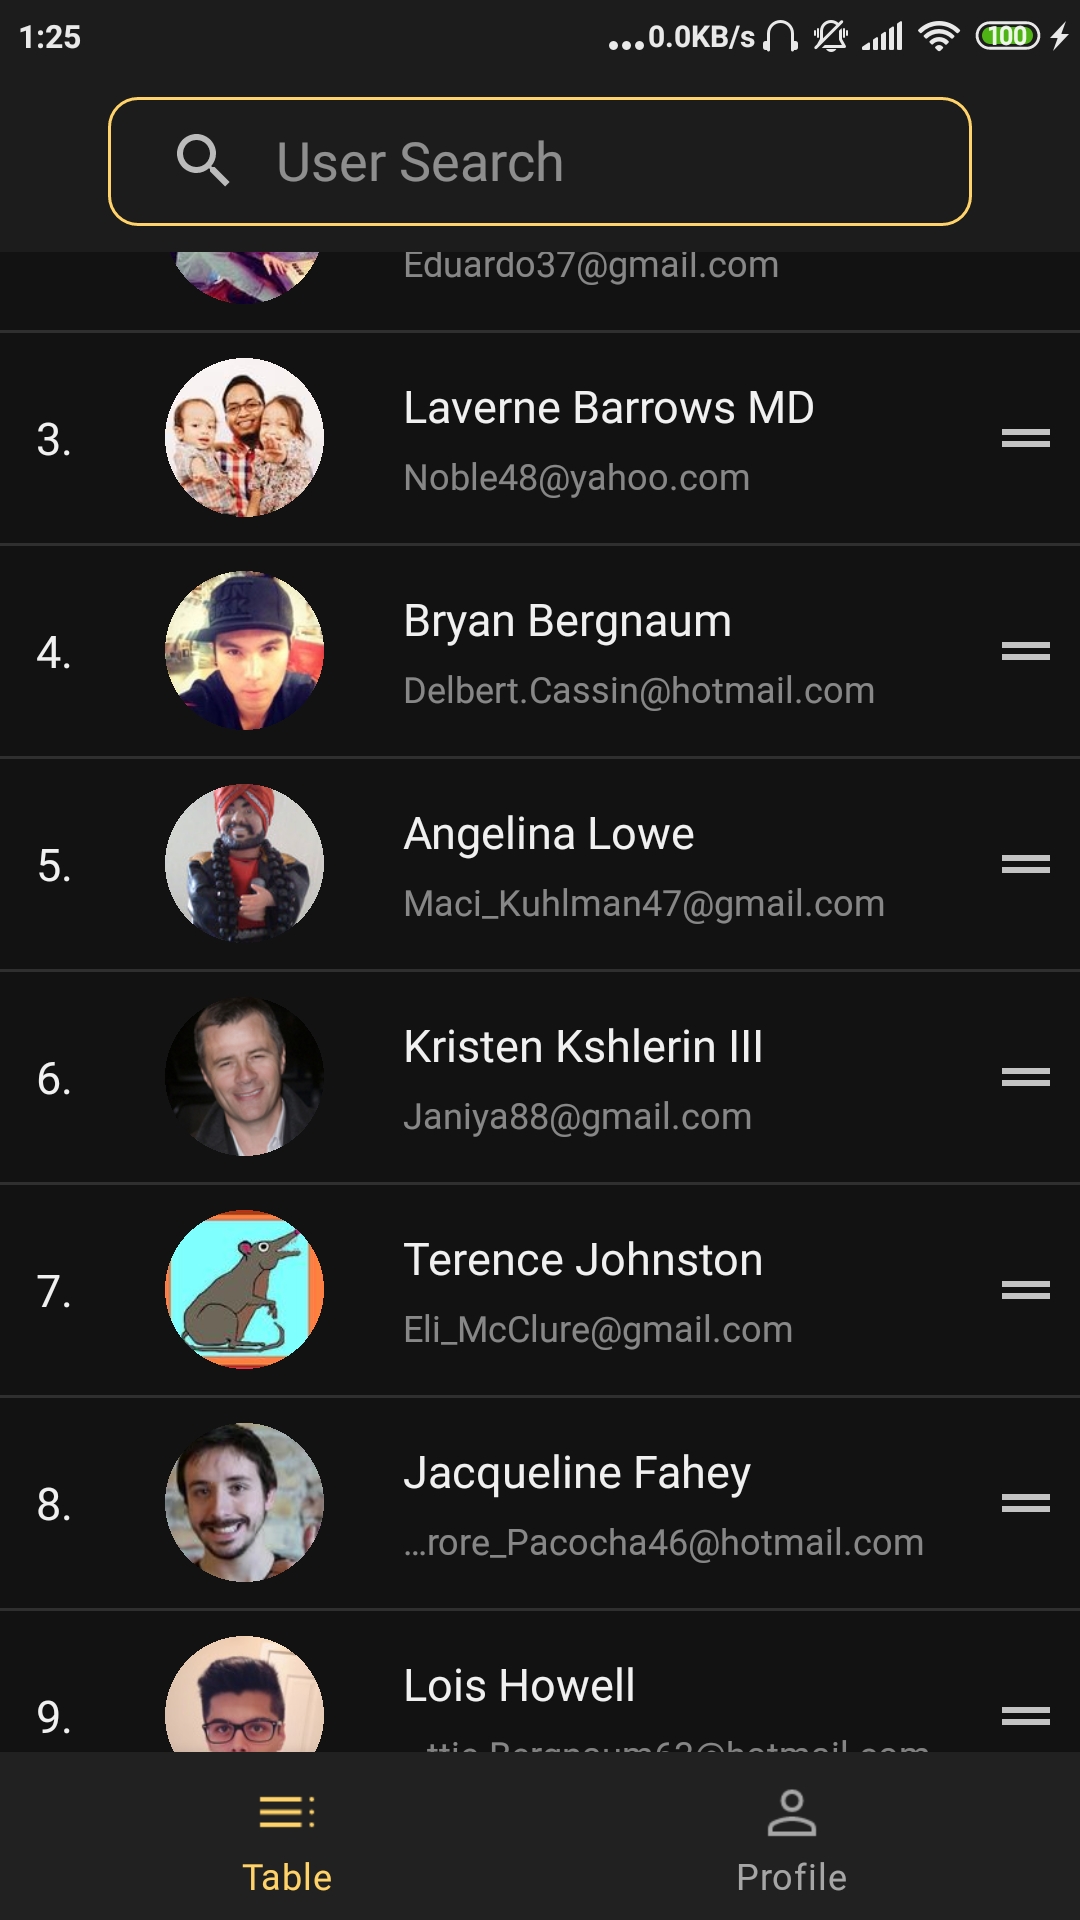 1:25
...0.0KB/s
100
User Search
Eduardo37@gmail.com
3.
Laverne Barrows MD
Noble48@yahoo.com
4.
Bryan Bergnaum
Delbert.Cassin@hotmail.com
5.
Angelina Lowe
Maci_Kuhlman47@gmail.com
6.
Kristen Kshlerin III
Janiya88@gmail.com
7.
Terence Johnston
Eli_McClure@gmail.com
8.
Jacqueline Fahey
...rore_Pacocha46@hotmail.com
9.
Lois Howell
Table
Profile